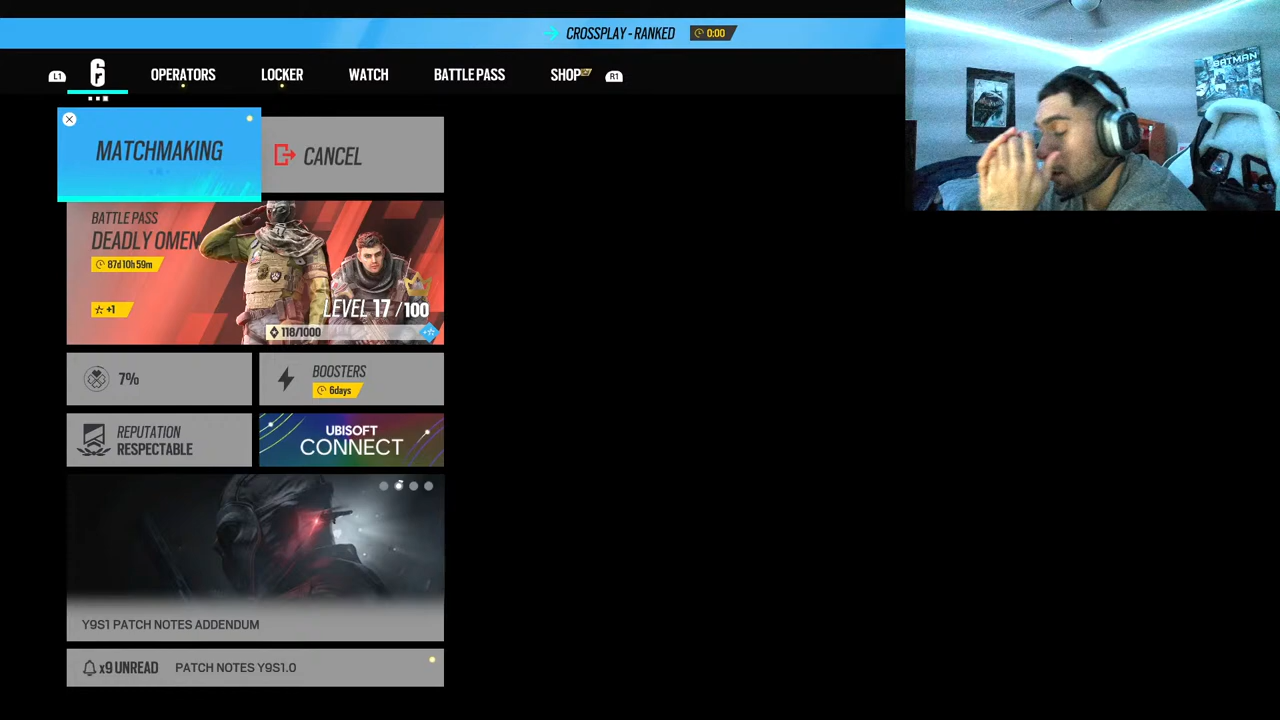 CROSSPLAY - RANKED 0:00
L1 OPERATORS LOCKER WATCH BATTLE PASS SHOP R1
MATCHMAKING
CANCEL
BATTLE PASS
DEADLY OMEN
87d 10h 59m
+1
LEVEL 17 /100
118/1000
7%
BOOSTERS
6days
REPUTATION
RESPECTABLE
UBISOFT
CONNECT
Y9S1 PATCH NOTES ADDENDUM
x9 UNREAD PATCH NOTES Y9S1.0
BATMAN